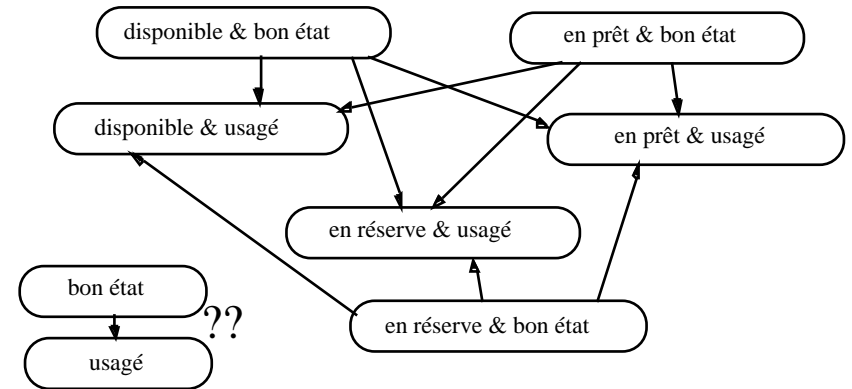 disponible & bon état
en prêt & bon état
disponible & usagé
en prêt & usagé
en réserve & usagé
bon état
??
en réserve & bon état
usagé